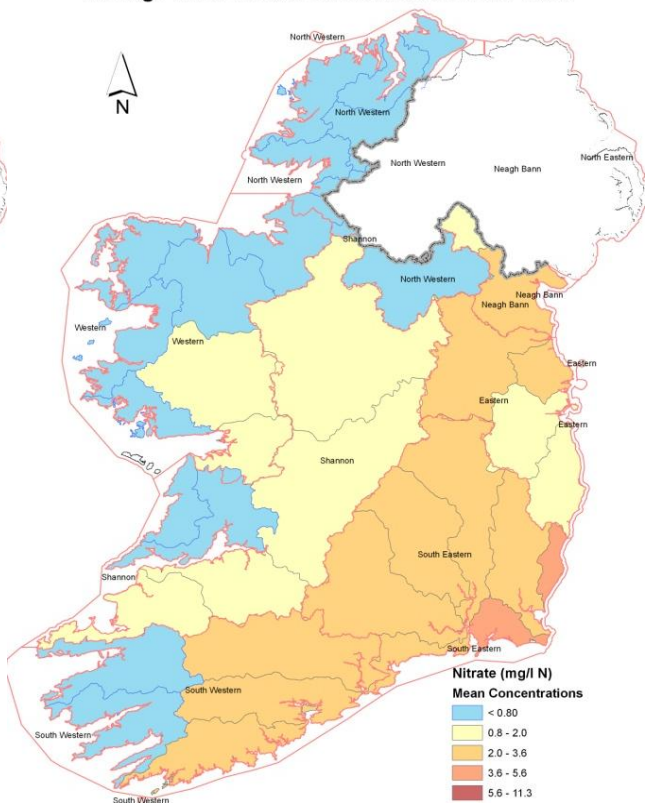 North Western
N
North Western
North Western
North Eastern
Neagh Bann
North Western
Shannon
North Western
Neagh Bann
Neagh Bann
Western
Western
Eastern
Eastern
Eastern
Shannon
South Eastern
Shannon
South Eastern
South Western
South Western
South Western
Nitrate (mg/l N)
Mean Concentrations
< 0.80
0.8 - 2.0
2.0 - 3.6
3.6 - 5.6
5.6 - 11.3